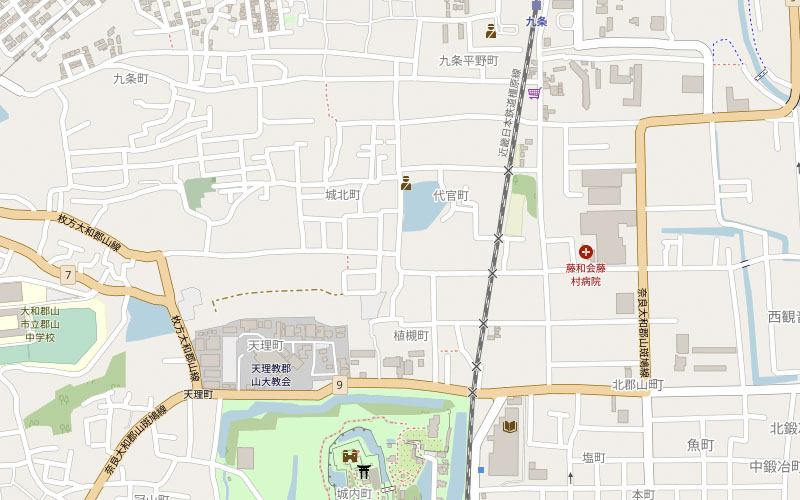 九条
九条平野町
九条町
近畿日本鉄道橿原線
城北町
代官町
枚方大和郡山線
7
藤和会藤
村病院
大和郡山
市立郡山
中学校
奈良大和郡山斑鳩線
西観音
枚方大和郡山線
植槻町
天理町
天理教郡
山大教会
9
北郡山町
天理町
奈良大和郡山斑鳩線
北鍛冶
魚町
塩町
中鍛冶町
城内町
本町
冠山町